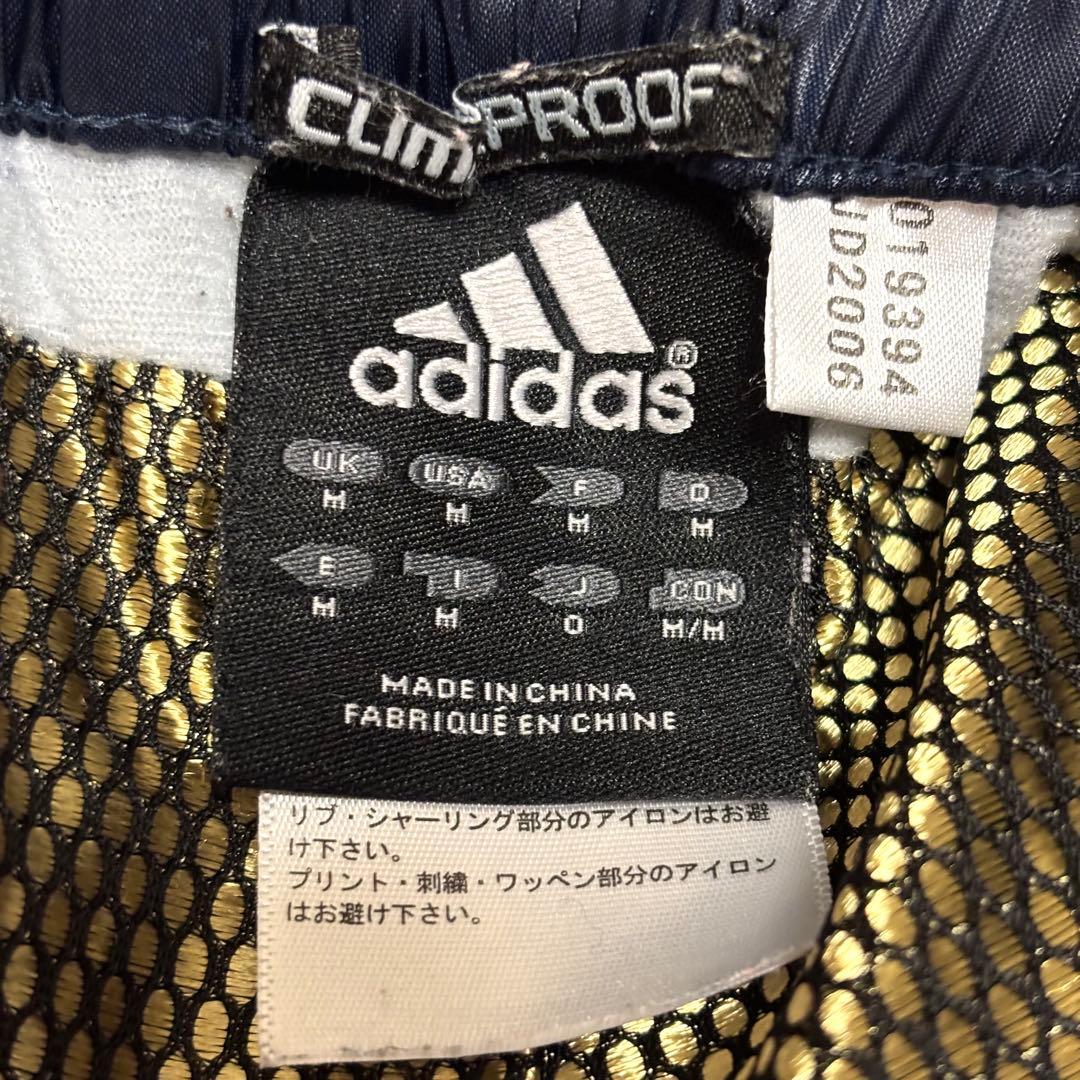 CLIM PROOF
adidas®
UK USA F D
M M M M
E I J CON
M M O M/M
MADE IN CHINA
FABRIQUÉ EN CHINE
リブ・シャーリング部分のアイロンはお避
け下さい。
プリント・刺繍・ワッペン部分のアイロン
はお避け下さい。
019394
JD2006